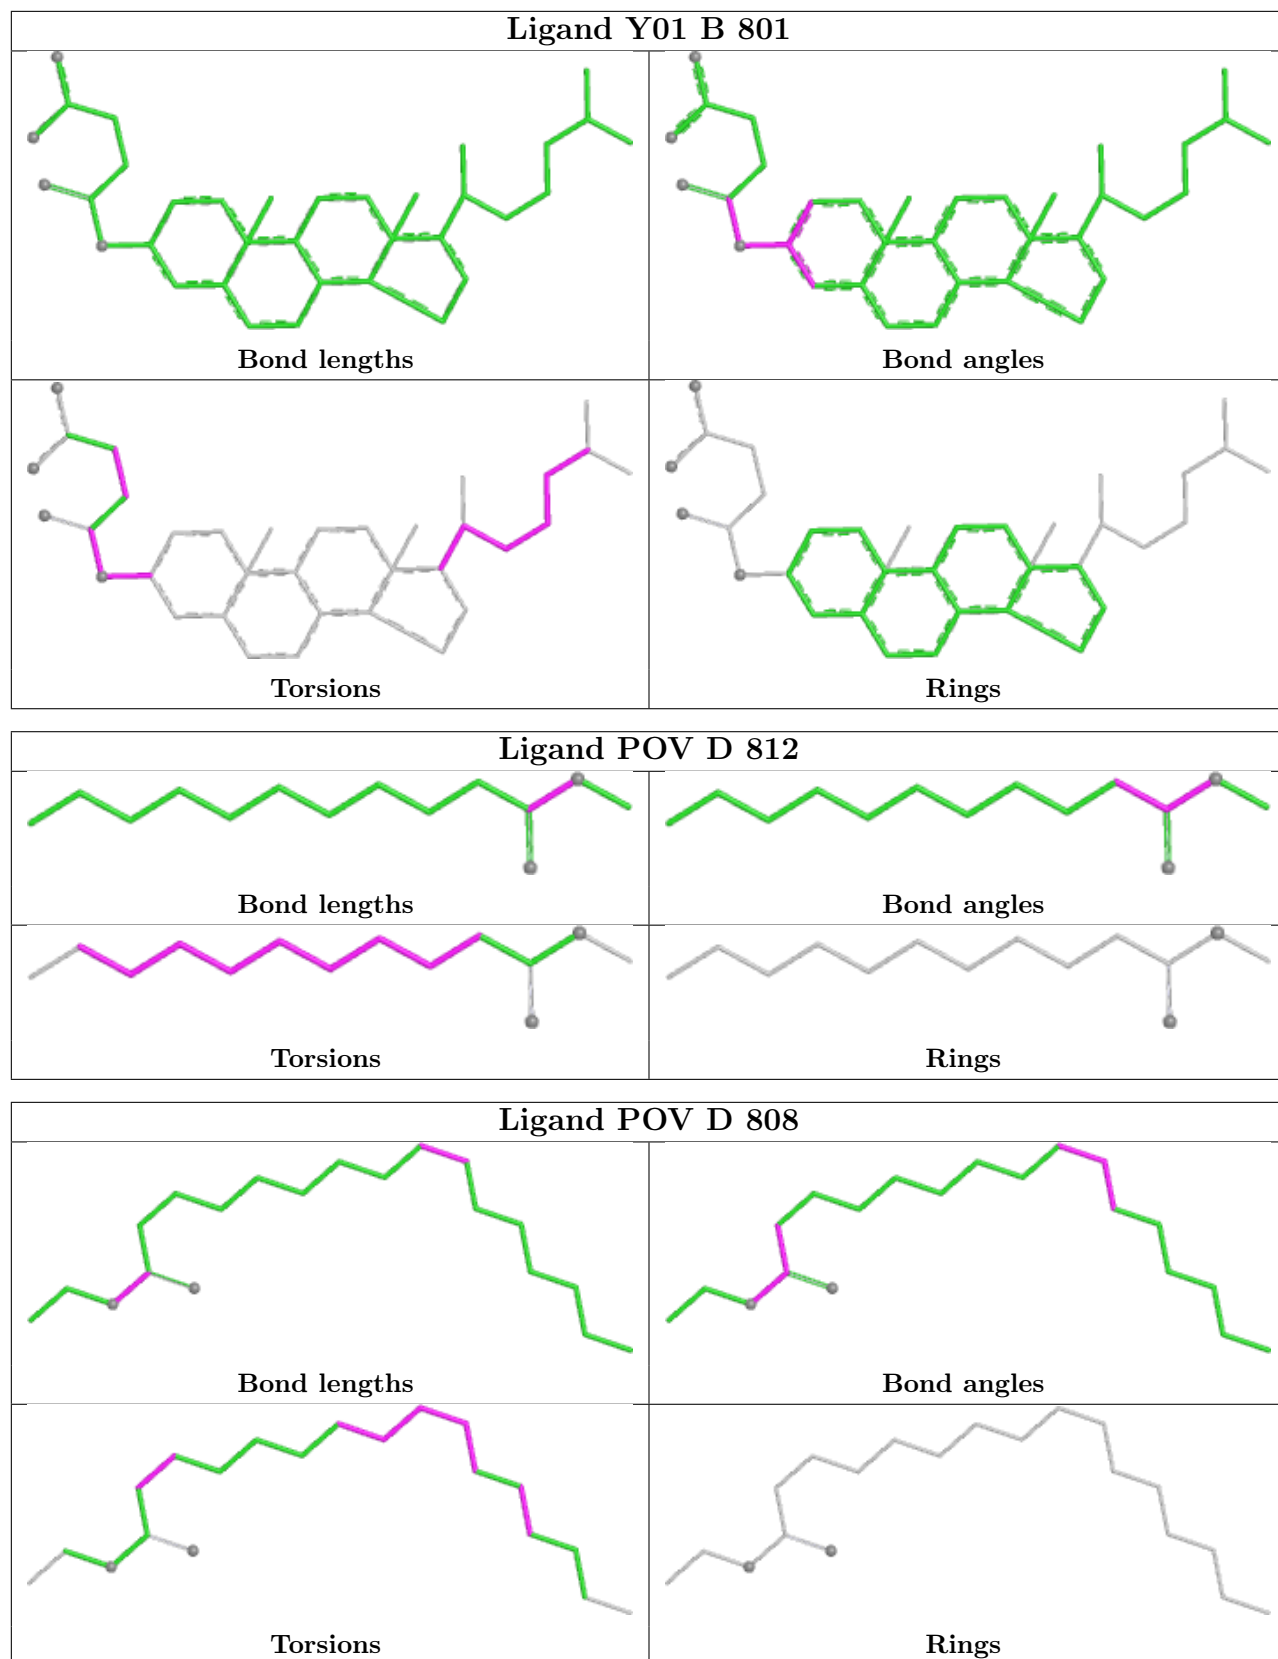 Ligand Y01 B 801
Bond lengths
Bond angles
Torsions
Rings
Ligand POV D 812
Bond lengths
Bond angles
Torsions
Rings
Ligand POV D 808
Bond lengths
Bond angles
Torsions
Rings